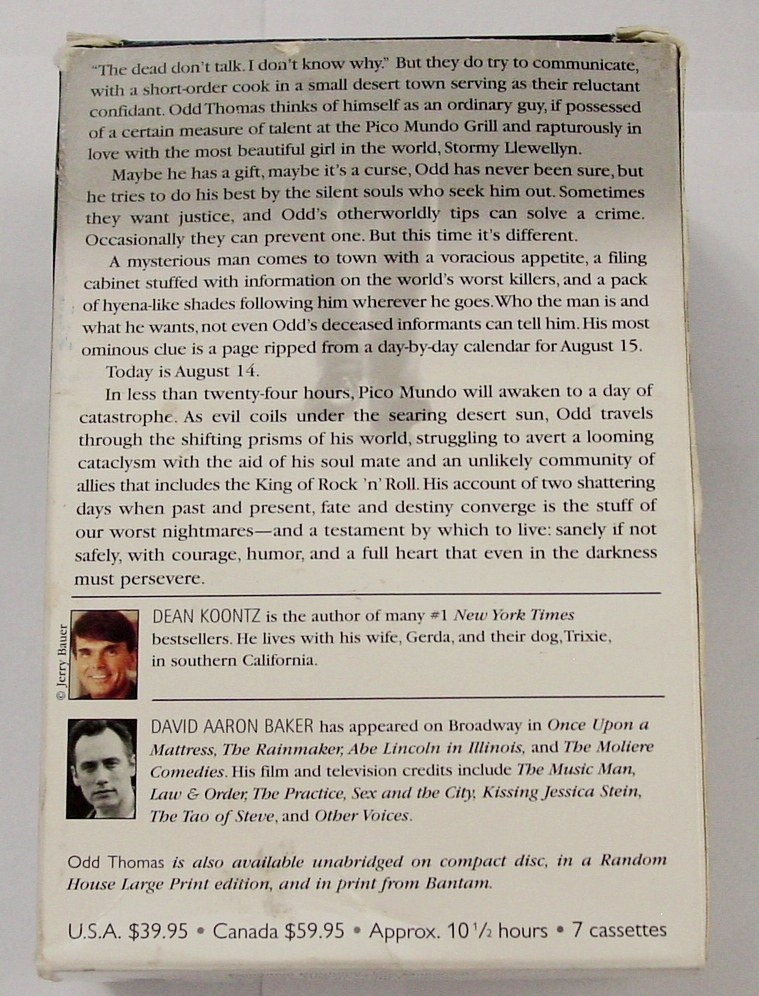 "The dead don't talk. I don't know why." But they do try to communicate,
with a short-order cook in a small desert town serving as their reluctant
confidant. Odd Thomas thinks of himself as an ordinary guy, if possessed
of a certain measure of talent at the Pico Mundo Grill and rapturously in
love with the most beautiful girl in the world, Stormy Llewellyn.
Maybe he has a gift, maybe it's a curse, Odd has never been sure, but
he tries to do his best by the silent souls who seek him out. Sometimes
they want justice, and Odd's otherworldly tips can solve a crime.
Occasionally they can prevent one. But this time it's different.
A mysterious man comes to town with a voracious appetite, a filing
cabinet stuffed with information on the world's worst killers, and a pack
of hyena-like shades following him wherever he goes. Who the man is and
what he wants, not even Odd's deceased informants can tell him. His most
ominous clue is a page ripped from a day-by-day calendar for August 15.
Today is August 14.
In less than twenty-four hours, Pico Mundo will awaken to a day of
catastrophe. As evil coils under the searing desert sun, Odd travels
through the shifting prisms of his world, struggling to avert a looming
cataclysm with the aid of his soul mate and an unlikely community of
allies that includes the King of Rock 'n' Roll. His account of two shattering
days when past and present, fate and destiny converge is the stuff of
our worst nightmares—and a testament by which to live: sanely if not
safely, with courage, humor, and a full heart that even in the darkness
must persevere.
© Jerry Bauer
DEAN KOONTZ is the author of many #1 New York Times
bestsellers. He lives with his wife, Gerda, and their dog, Trixie,
in southern California.
DAVID AARON BAKER has appeared on Broadway in Once Upon a
Mattress, The Rainmaker, Abe Lincoln in Illinois, and The Moliere
Comedies. His film and television credits include The Music Man,
Law & Order, The Practice, Sex and the City, Kissing Jessica Stein,
The Tao of Steve, and Other Voices.
Odd Thomas is also available unabridged on compact disc, in a Random
House Large Print edition, and in print from Bantam.
U.S.A. $39.95 • Canada $59.95 • Approx. 10 1/2 hours • 7 cassettes